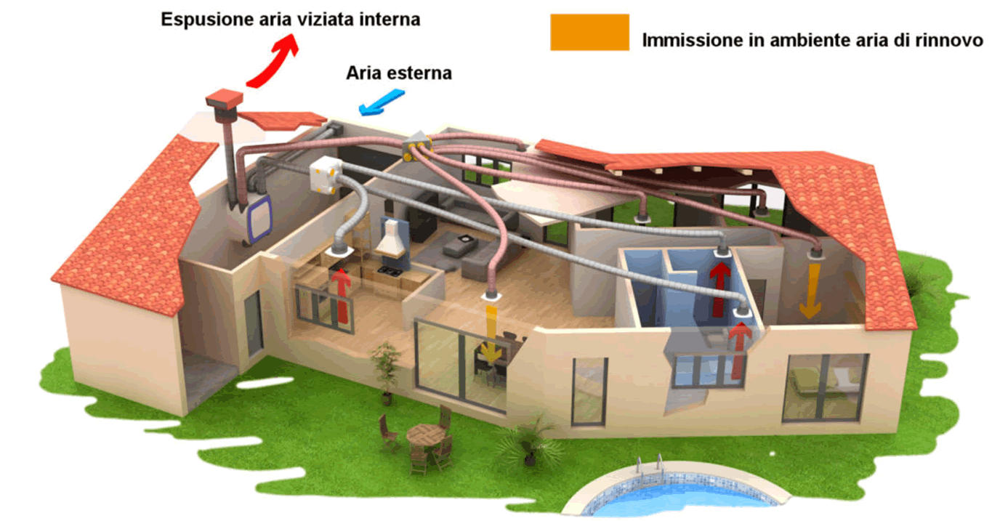 Espusione aria viziata interna
Immissione in ambiente aria di rinnovo
Aria esterna